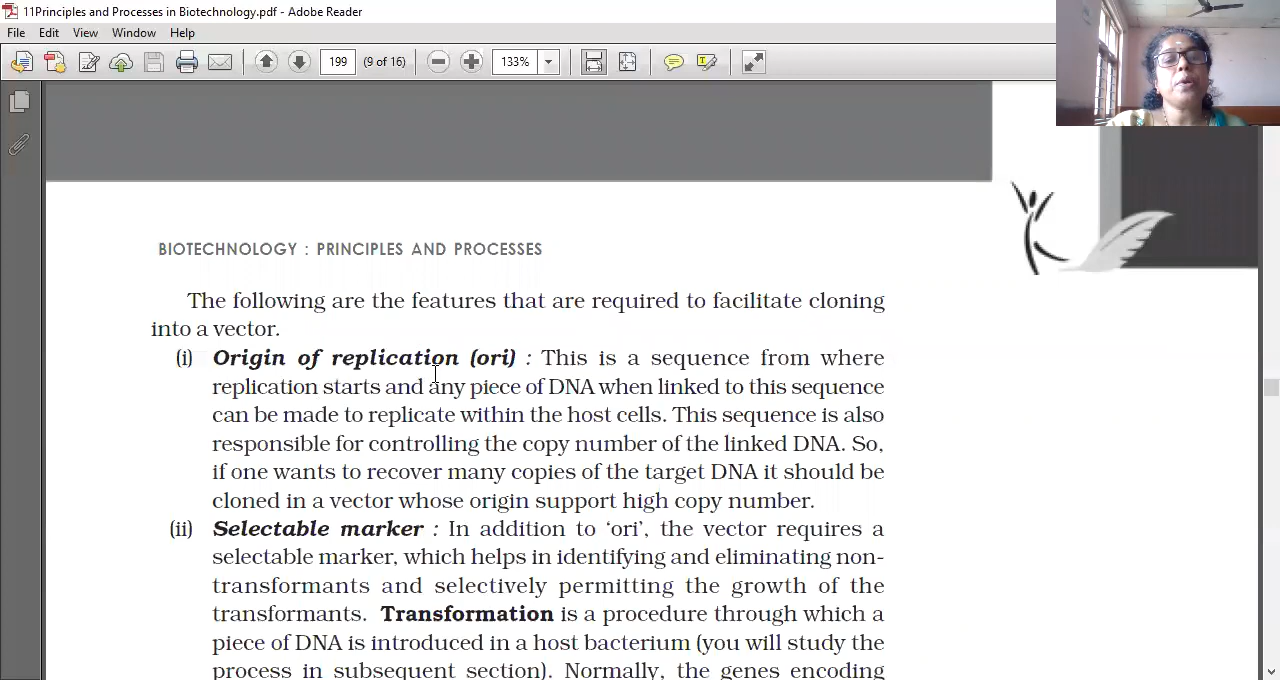 11Principles and Processes in Biotechnology.pdf - Adobe Reader
File Edit View Window Help
199 (9 of 16) 133%
BIOTECHNOLOGY : PRINCIPLES AND PROCESSES
The following are the features that are required to facilitate cloning
into a vector.
(i) Origin of replication (ori) : This is a sequence from where
replication starts and any piece of DNA when linked to this sequence
can be made to replicate within the host cells. This sequence is also
responsible for controlling the copy number of the linked DNA. So,
if one wants to recover many copies of the target DNA it should be
cloned in a vector whose origin support high copy number.
(ii) Selectable marker : In addition to ‘ori’, the vector requires a
selectable marker, which helps in identifying and eliminating non-
transformants and selectively permitting the growth of the
transformants. Transformation is a procedure through which a
piece of DNA is introduced in a host bacterium (you will study the
process in subsequent section). Normally, the genes encoding